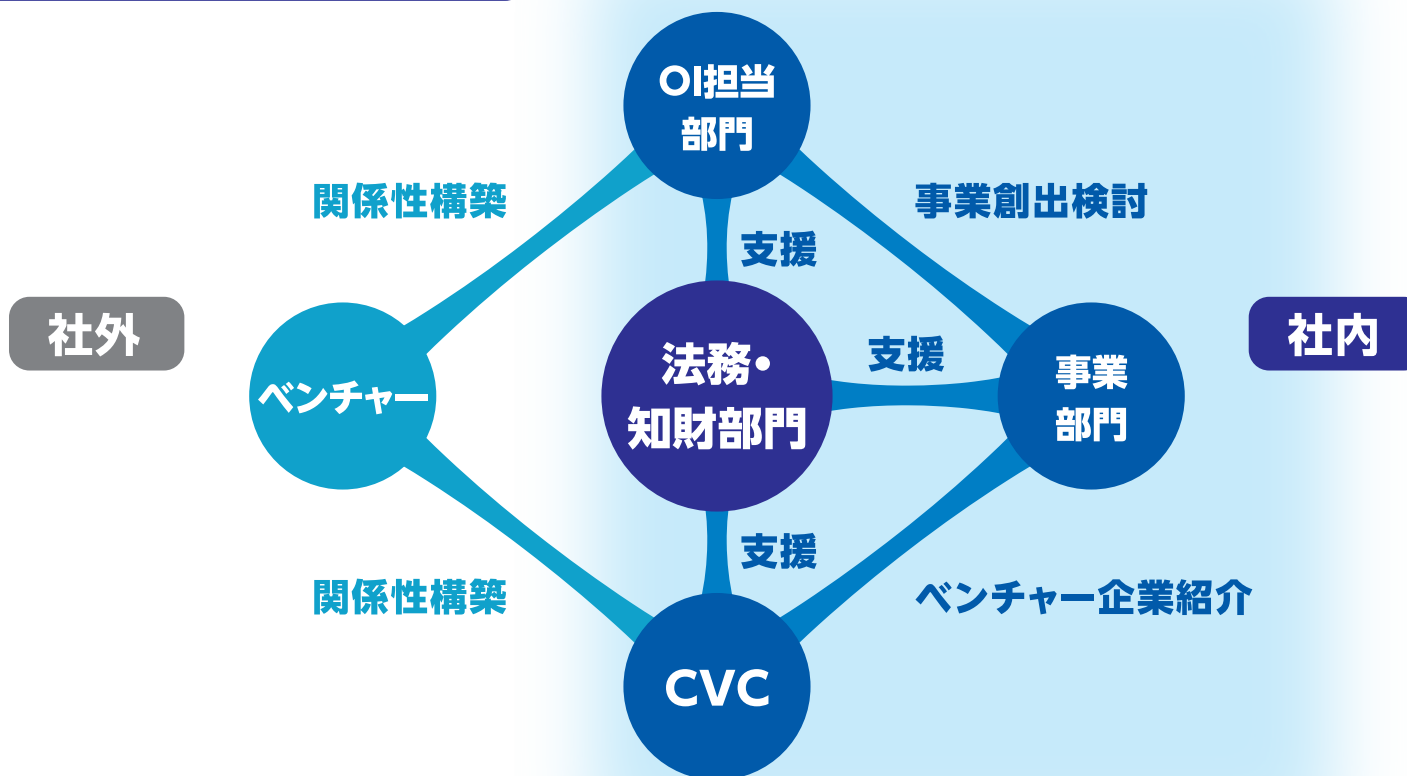 OI担当
部門
関係性構築
事業創出検討
支援
社外
ベンチャー
法務・
知財部門
支援
事業
部門
社内
支援
関係性構築
ベンチャー企業紹介
CVC